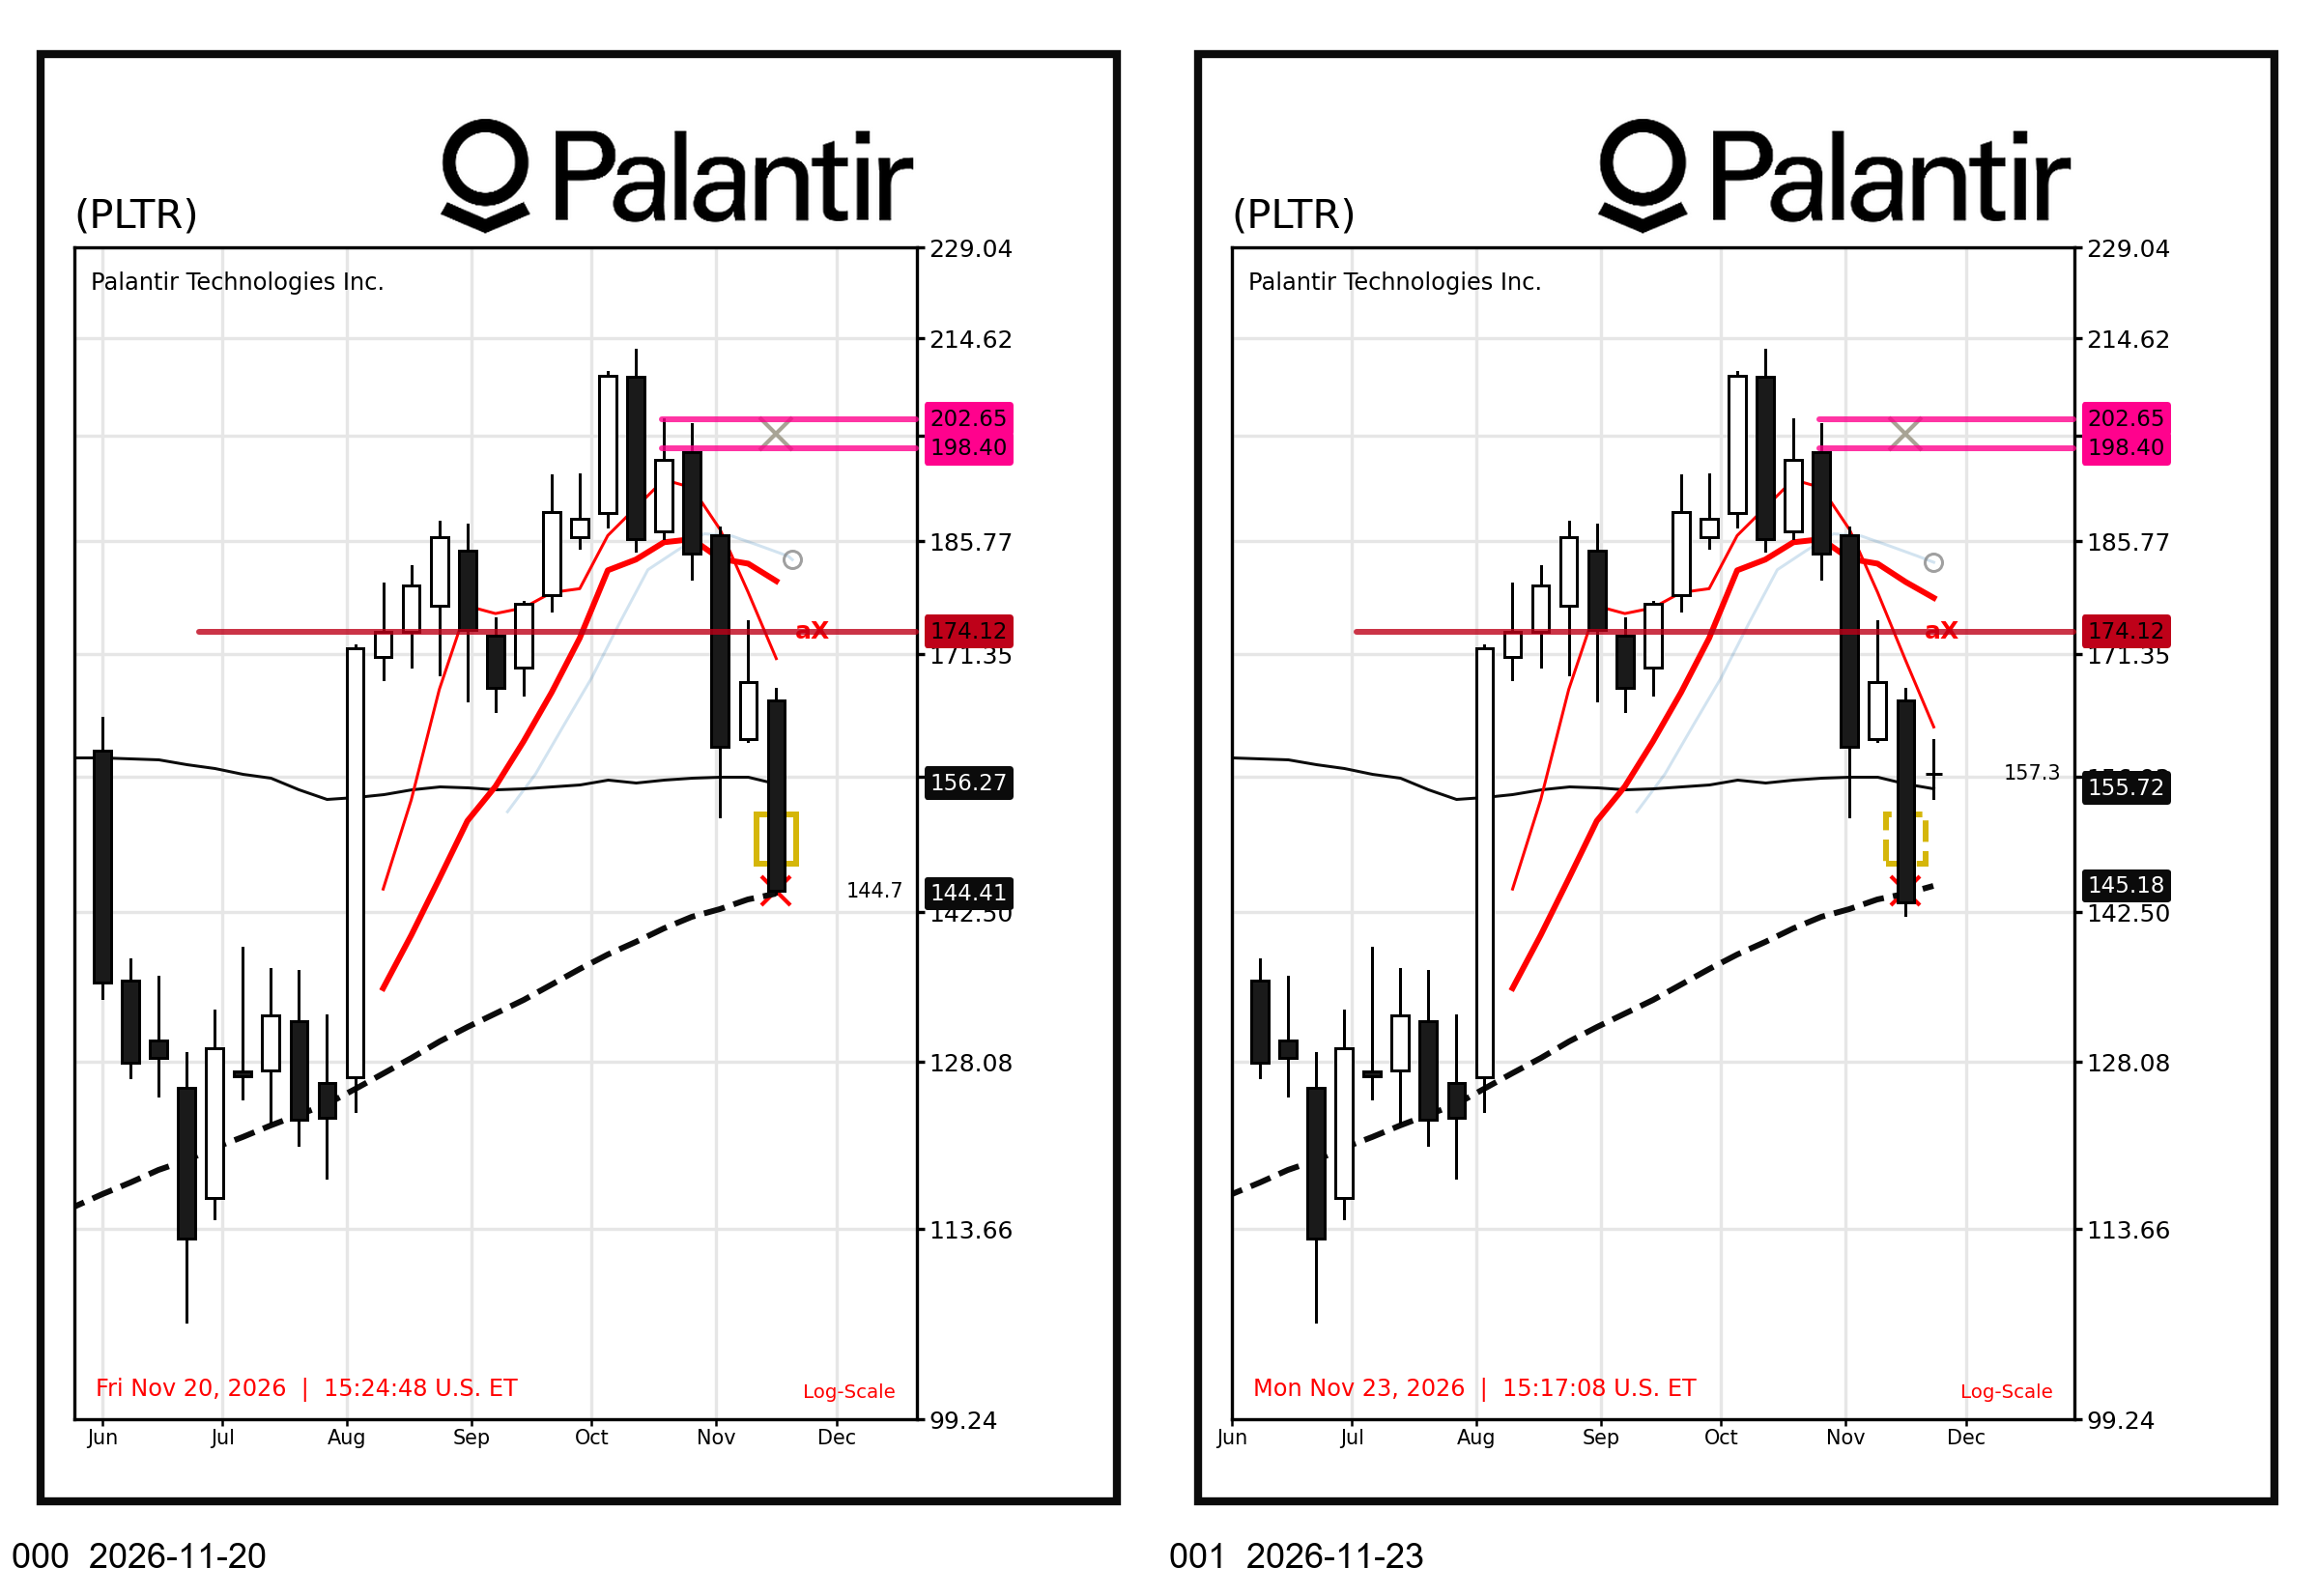 Palantir
(PLTR)
229.04
Palantir Technologies Inc.
214.62
202.65
198.40
185.77
aX
174.12
171.35
156.27
144.7
144.41
142.50
128.08
113.66
Fri Nov 20, 2026 | 15:24:48 U.S. ET
Log-Scale
99.24
Jun Jul Aug Sep Oct Nov Dec
000 2026-11-20
Palantir
(PLTR)
229.04
Palantir Technologies Inc.
214.62
202.65
198.40
185.77
aX
174.12
171.35
157.3
155.72
145.18
142.50
128.08
113.66
Mon Nov 23, 2026 | 15:17:08 U.S. ET
Log-Scale
99.24
Jun Jul Aug Sep Oct Nov Dec
001 2026-11-23